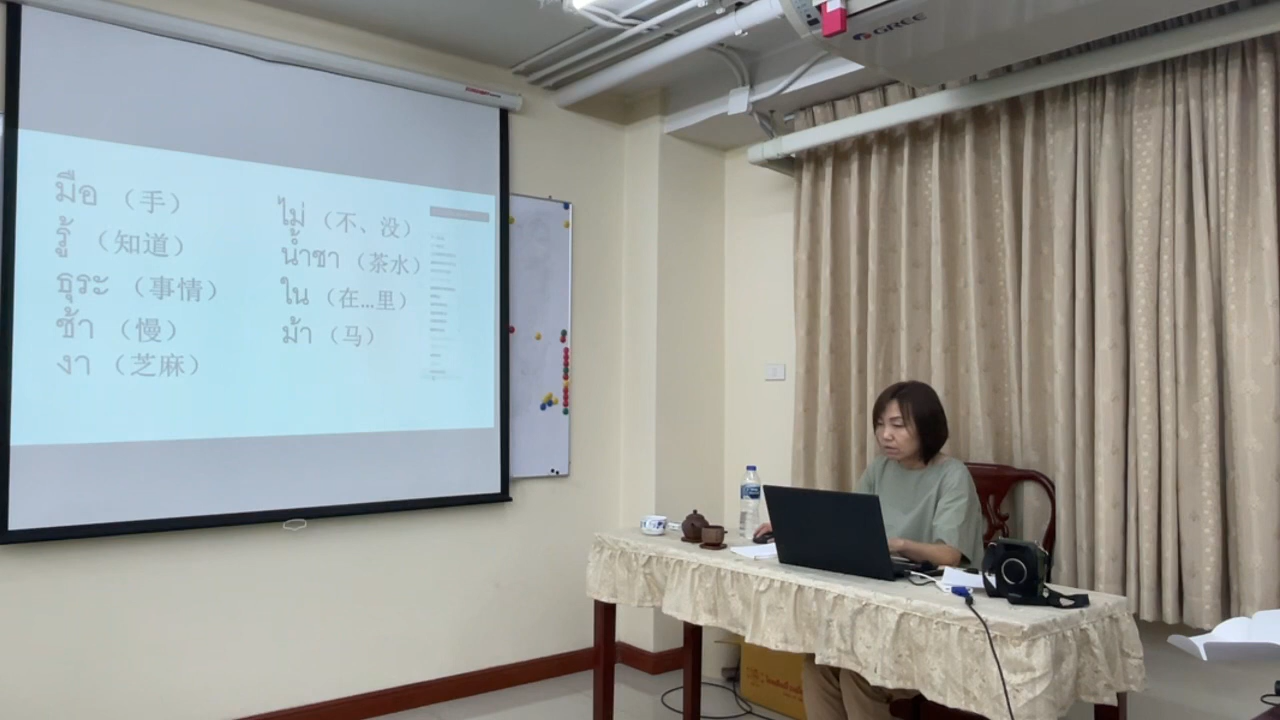 มือ （手）
รู้ （知道）
ธุระ （事情）
ช้า （慢）
งา （芝麻）
ไม่ （不、没）
น้ำชา （茶水）
ใน （在...里）
ม้า （马）
GREE